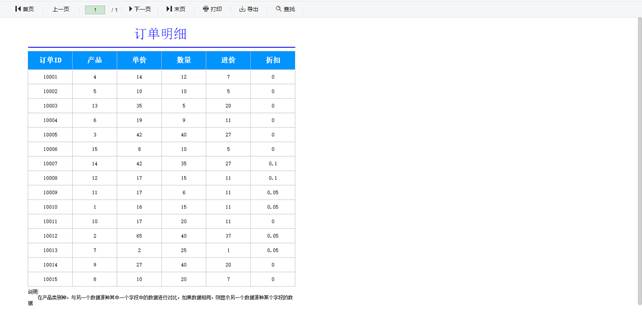 首页 上一页 1 / 1 下一页 末页 打印 导出 查找
订单明细
订单ID 产品 单价 数量 进价 折扣
10001 4 14 12 7 0
10002 5 10 10 5 0
10003 13 35 5 20 0
10004 6 19 9 11 0
10005 3 42 40 27 0
10006 15 8 10 5 0
10007 14 42 35 27 0.1
10008 12 17 15 11 0.1
10009 11 17 6 11 0.05
10010 1 16 15 11 0.05
10011 10 17 20 11 0
10012 2 65 40 37 0.05
10013 7 2 25 1 0.05
10014 9 27 40 20 0
10015 8 10 20 7 0
说明:
在产品类别种,与另一个数据源种其中一个字段中的数据进行对比,如果数据相同,则显示另一个数据源种某个字段的数
据